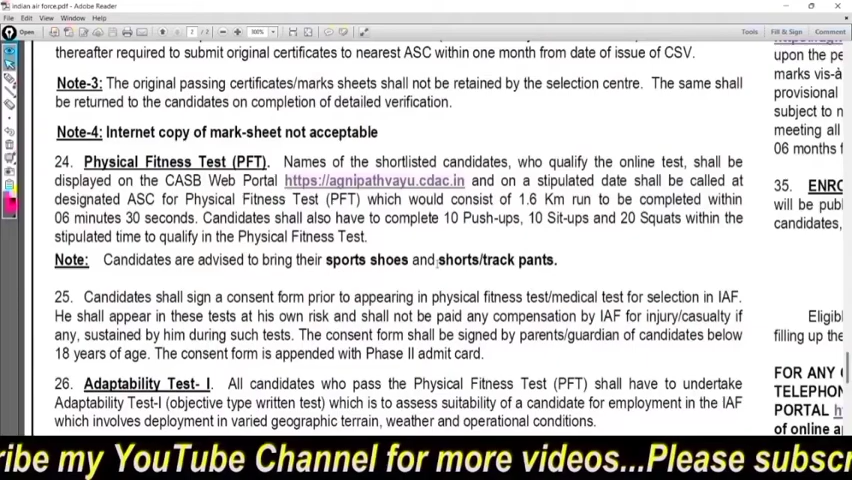 indian air force.pdf - Adobe Reader
File Edit View Window Help
Open 2 / 2 100% Tools Fill & Sign Comment
thereafter required to submit original certificates to nearest ASC within one month from date of issue of CSV.
Note-3: The original passing certificates/marks sheets shall not be retained by the selection centre. The same shall
be returned to the candidates on completion of detailed verification.
Note-4: Internet copy of mark-sheet not acceptable
24. Physical Fitness Test (PFT). Names of the shortlisted candidates, who qualify the online test, shall be
displayed on the CASB Web Portal https://agnipathvayu.cdac.in and on a stipulated date shall be called at
designated ASC for Physical Fitness Test (PFT) which would consist of 1.6 Km run to be completed within
06 minutes 30 seconds. Candidates shall also have to complete 10 Push-ups, 10 Sit-ups and 20 Squats within the
stipulated time to qualify in the Physical Fitness Test.
Note: Candidates are advised to bring their sports shoes and shorts/track pants.
25. Candidates shall sign a consent form prior to appearing in physical fitness test/medical test for selection in IAF.
He shall appear in these tests at his own risk and shall not be paid any compensation by IAF for injury/casualty if
any, sustained by him during such tests. The consent form shall be signed by parents/guardian of candidates below
18 years of age. The consent form is appended with Phase II admit card.
26. Adaptability Test- I. All candidates who pass the Physical Fitness Test (PFT) shall have to undertake
Adaptability Test-I (objective type written test) which is to assess suitability of a candidate for employment in the IAF
which involves deployment in varied geographic terrain, weather and operational conditions.
upon the pe
marks vis-à
provisional
subject to n
meeting all
06 months f
35. ENRO
will be pub
candidates,
Eligib
filling up the
FOR ANY
TELEPHON
PORTAL h
of online a
ribe my YouTube Channel for more videos...Please subscr